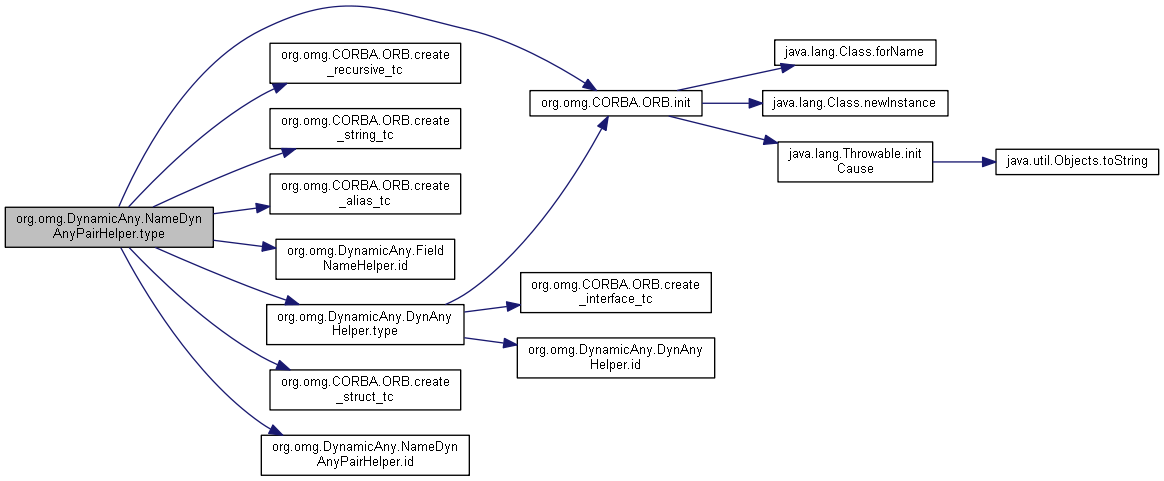 org.omg.DynamicAny.NameDyn
AnyPairHelper.type
org.omg.CORBA.ORB.create
_recursive_tc
org.omg.CORBA.ORB.create
_string_tc
org.omg.CORBA.ORB.create
_alias_tc
org.omg.DynamicAny.Field
NameHelper.id
org.omg.DynamicAny.DynAny
Helper.type
org.omg.CORBA.ORB.create
_struct_tc
org.omg.DynamicAny.NameDyn
AnyPairHelper.id
org.omg.CORBA.ORB.init
org.omg.CORBA.ORB.create
_interface_tc
org.omg.DynamicAny.DynAny
Helper.id
java.lang.Class.forName
java.lang.Class.newInstance
java.lang.Throwable.init
Cause
java.util.Objects.toString